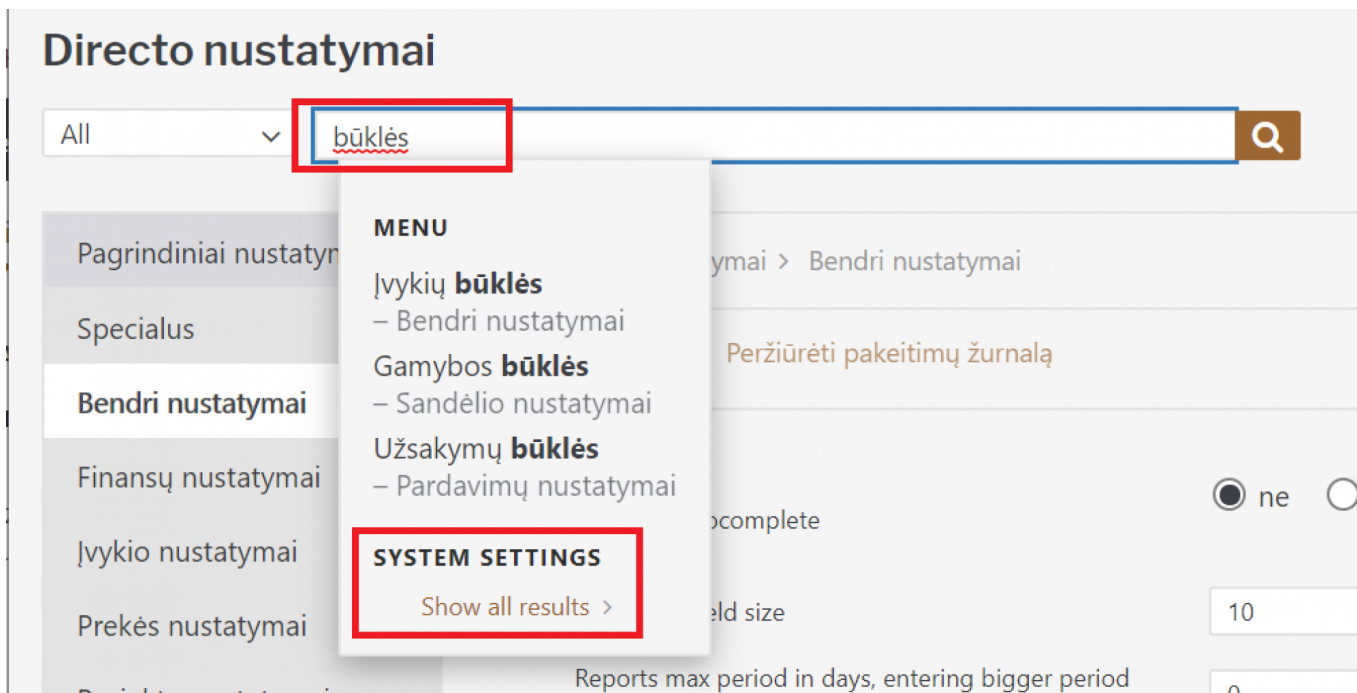 Directo nustatymai
All
būklės
Pagrindiniai
Specialus
Bendri nustatymai
Finansų nustatymai
Įvykio nustatymai
Prekės nustatymai
MENU
Įvykių būklės
– Bendri nustatymai
Gamybos būklės
– Sandėlio nustatymai
Užsakymų būklės
– Pardavimų nustatymai
SYSTEM SETTINGS
Show all results >
> Bendri nustatymai
Peržiūrėti pakeitimų žurnalą
ne
size
10
Reports max period in days, entering bigger period